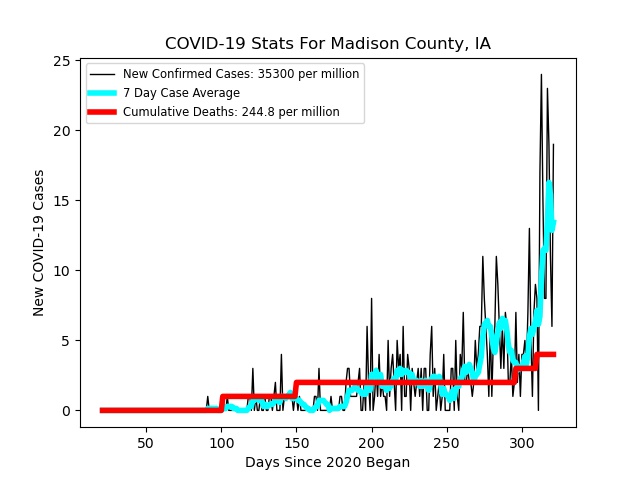 COVID-19 Stats For Madison County, IA
New Confirmed Cases: 35300 per million
7 Day Case Average
Cumulative Deaths: 244.8 per million
New COVID-19 Cases
25
20
15
10
5
0
50 100 150 200 250 300
Days Since 2020 Began